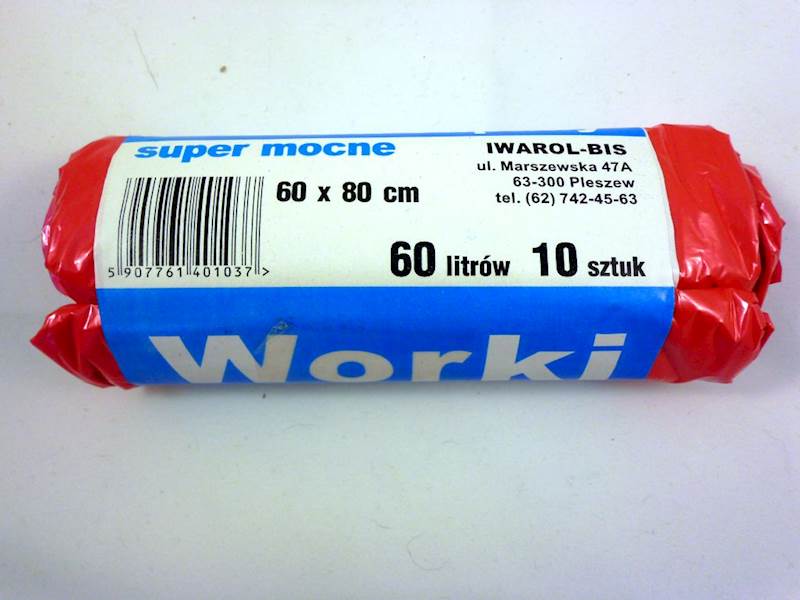 super mocne
IWAROL-BIS
ul. Marszewska 47A
63-300 Pleszew
tel. (62) 742-45-63
60 x 80 cm
5 907761 401037 >
60 litrów 10 sztuk
Worki